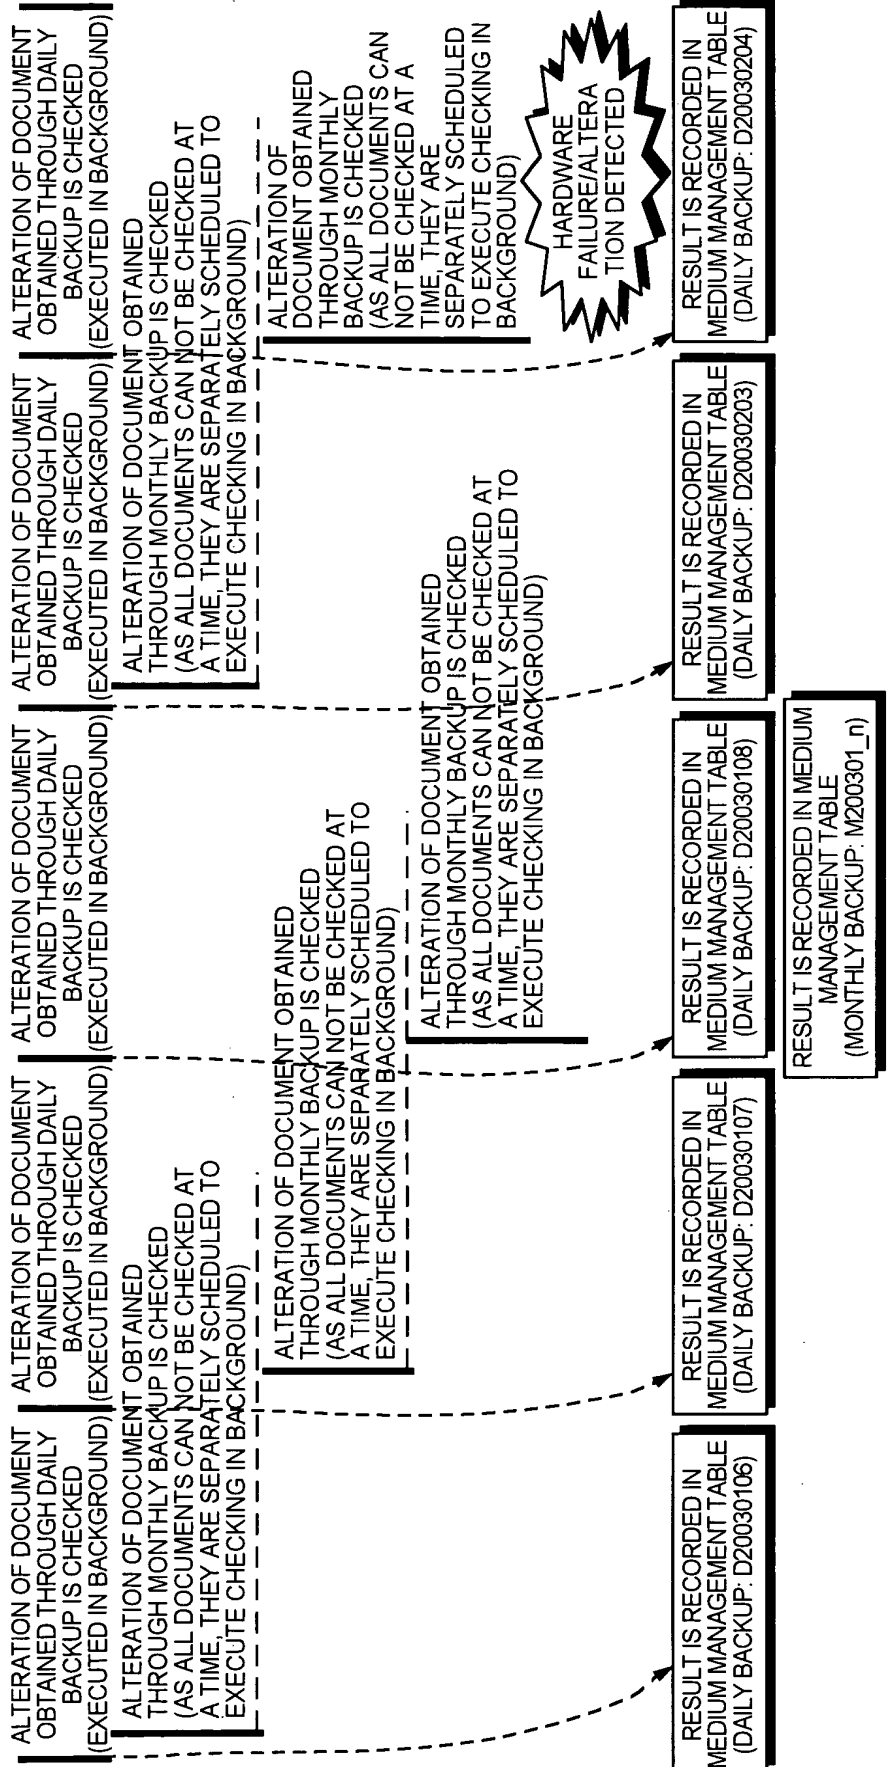 ALTERATION OF DOCUMENT
OBTAINED THROUGH DAILY
BACKUP IS CHECKED
(EXECUTED IN BACKGROUND)
ALTERATION OF DOCUMENT
OBTAINED THROUGH DAILY
BACKUP IS CHECKED
(EXECUTED IN BACKGROUND)
ALTERATION OF DOCUMENT
OBTAINED THROUGH DAILY
BACKUP IS CHECKED
(EXECUTED IN BACKGROUND)
ALTERATION OF DOCUMENT
OBTAINED THROUGH DAILY
BACKUP IS CHECKED
(EXECUTED IN BACKGROUND)
ALTERATION OF DOCUMENT
OBTAINED THROUGH DAILY
BACKUP IS CHECKED
(EXECUTED IN BACKGROUND)
ALTERATION OF DOCUMENT OBTAINED
THROUGH MONTHLY BACKUP IS CHECKED
(AS ALL DOCUMENTS CAN NOT BE CHECKED AT
A TIME, THEY ARE SEPARATELY SCHEDULED TO
EXECUTE CHECKING IN BACKGROUND)
ALTERATION OF DOCUMENT OBTAINED
THROUGH MONTHLY BACKUP IS CHECKED
(AS ALL DOCUMENTS CAN NOT BE CHECKED AT
A TIME, THEY ARE SEPARATELY SCHEDULED TO
EXECUTE CHECKING IN BACKGROUND)
ALTERATION OF DOCUMENT OBTAINED
THROUGH MONTHLY BACKUP IS CHECKED
(AS ALL DOCUMENTS CAN NOT BE CHECKED AT
A TIME, THEY ARE SEPARATELY SCHEDULED TO
EXECUTE CHECKING IN BACKGROUND)
ALTERATION OF
DOCUMENT OBTAINED
THROUGH MONTHLY
BACKUP IS CHECKED
(AS ALL DOCUMENTS CAN
NOT BE CHECKED AT A
TIME, THEY ARE
SEPARATELY SCHEDULED
TO EXECUTE CHECKING IN
BACKGROUND)
ALTERATION OF DOCUMENT OBTAINED
THROUGH MONTHLY BACKUP IS CHECKED
(AS ALL DOCUMENTS CAN NOT BE CHECKED AT
A TIME, THEY ARE SEPARATELY SCHEDULED TO
EXECUTE CHECKING IN BACKGROUND)
HARDWARE
FAILURE/ALTERA
TION DETECTED
RESULT IS RECORDED IN
MEDIUM MANAGEMENT TABLE
(DAILY BACKUP: D20030106)
RESULT IS RECORDED IN
MEDIUM MANAGEMENT TABLE
(DAILY BACKUP: D20030107)
RESULT IS RECORDED IN
MEDIUM MANAGEMENT TABLE
(DAILY BACKUP: D20030108)
RESULT IS RECORDED IN
MEDIUM MANAGEMENT TABLE
(DAILY BACKUP: D20030203)
RESULT IS RECORDED IN
MEDIUM MANAGEMENT TABLE
(DAILY BACKUP: D20030204)
RESULT IS RECORDED IN MEDIUM
MANAGEMENT TABLE
(MONTHLY BACKUP: M200301_n)